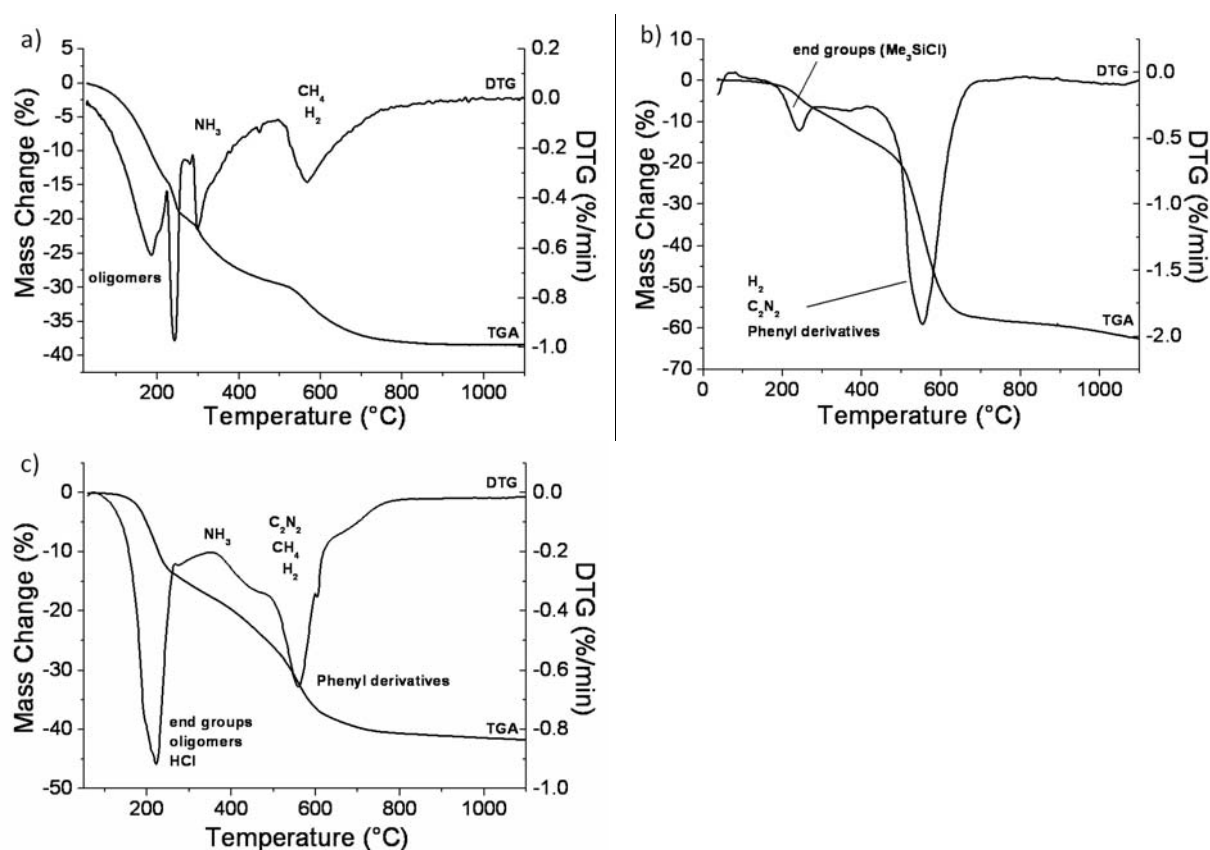 a)
5
0
-5
-10
-15
-20
-25
-30
-35
-40
Mass Change (%)
200 400 600 800 1000
Temperature (°C)
0.2
0.0
-0.2
-0.4
-0.6
-0.8
-1.0
DTG (%/min)
DTG
CH₄
H₂
NH₃
oligomers
TGA
b)
10
0
-10
-20
-30
-40
-50
-60
-70
Mass Change (%)
0 200 400 600 800 1000
Temperature (°C)
0.0
-0.5
-1.0
-1.5
-2.0
DTG (%/min)
end groups (Me₃SiCl)
DTG
H₂
C₂N₂
Phenyl derivatives
TGA
c)
0
-10
-20
-30
-40
-50
Mass Change (%)
200 400 600 800 1000
Temperature (°C)
0.0
-0.2
-0.4
-0.6
-0.8
-1.0
DTG (%/min)
DTG
NH₃
C₂N₂
CH₄
H₂
Phenyl derivatives
end groups
oligomers
HCl
TGA